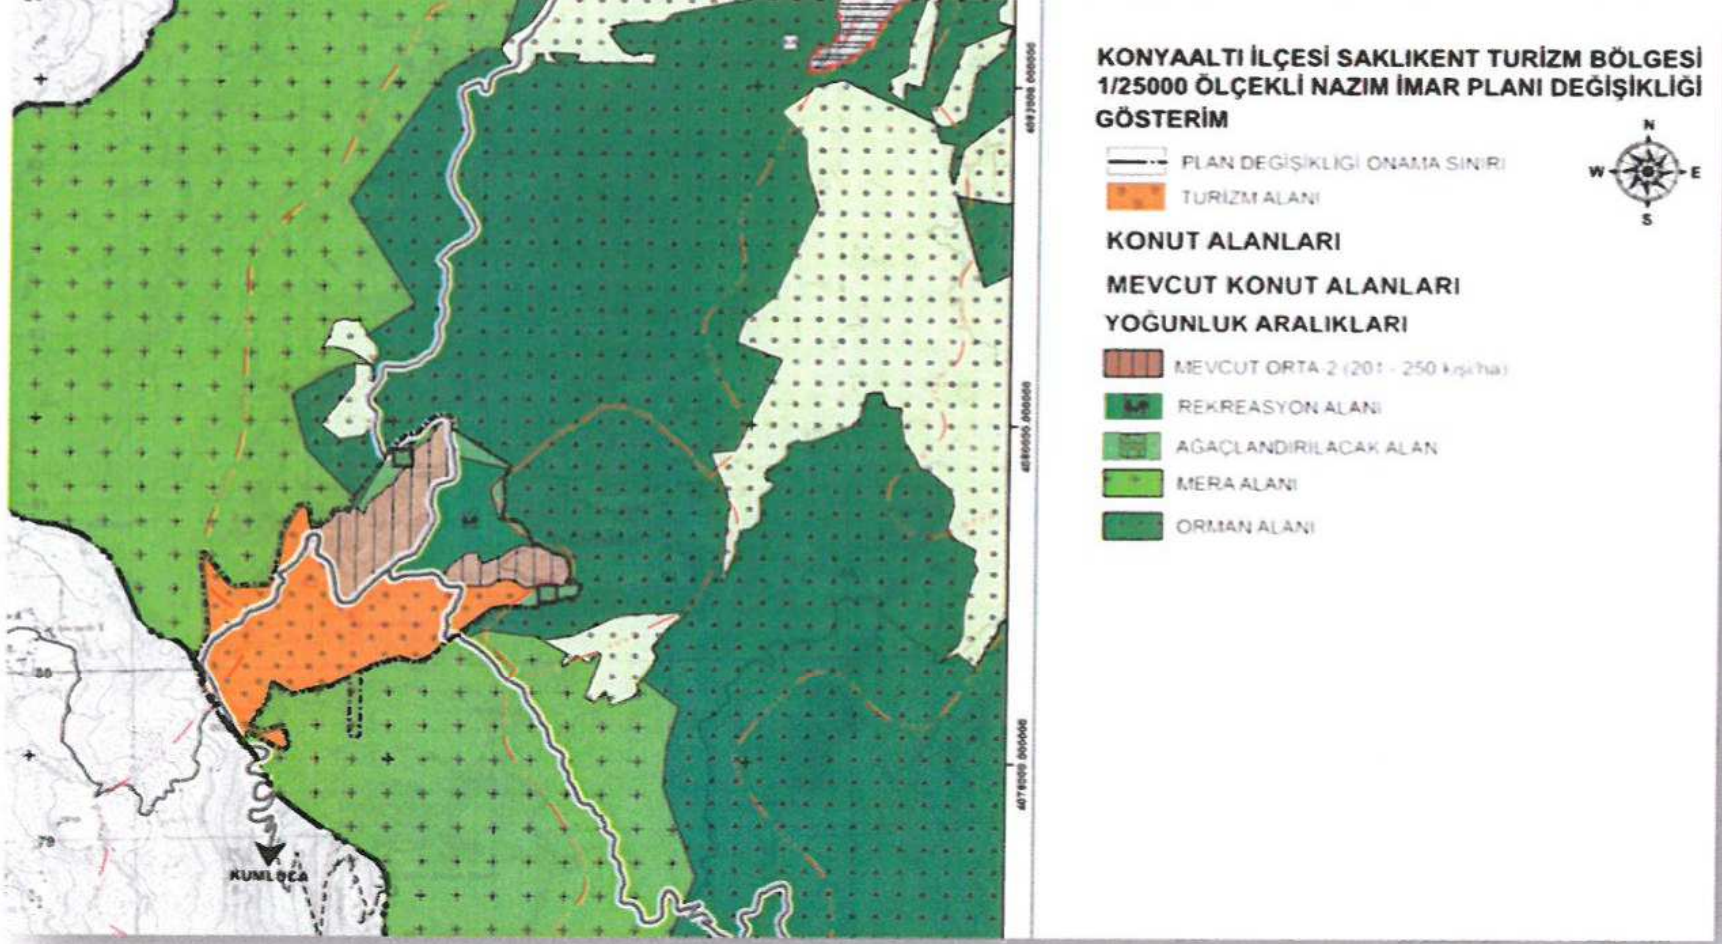 KONYAALTI İLÇESİ SAKLIKENT TURİZM BÖLGESİ
1/25000 ÖLÇEKLİ NAZIM İMAR PLANI DEĞİŞİKLİĞİ
GÖSTERİM
N
W
E
S
PLAN DEĞİŞİKLİĞİ ONAMA SINIRI
TURİZM ALANI
KONUT ALANLARI
MEVCUT KONUT ALANLARI
YOĞUNLUK ARALIKLARI
MEVCUT ORTA 2 (201 - 250 kişi/ha)
REKREASYON ALANI
AĞAÇLANDIRILACAK ALAN
MERA ALANI
ORMAN ALANI
79
KUMLUCA